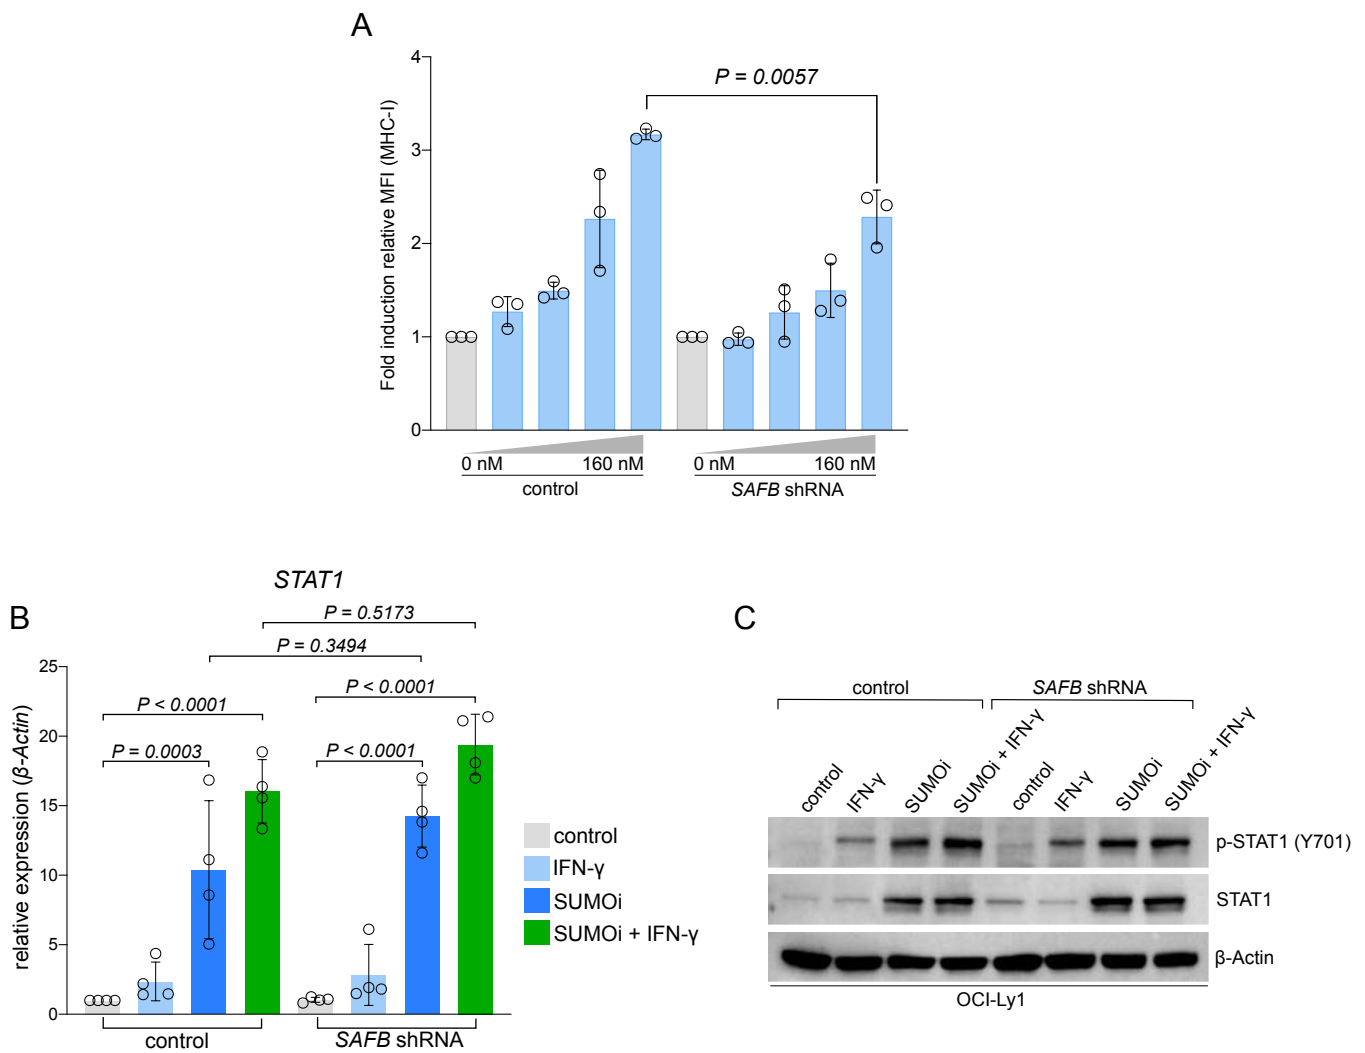 A
Fold induction relative MFI (MHC-I)
4
3
2
1
0
P = 0.0057
0 nM
160 nM
0 nM
160 nM
control
SAFB shRNA
B
STAT1
P = 0.5173
P = 0.3494
P < 0.0001
P < 0.0001
P = 0.0003
P < 0.0001
relative expression (β-Actin)
25
20
15
10
5
0
control
SAFB shRNA
control
IFN-γ
SUMOi
SUMOi + IFN-γ
C
control
SAFB shRNA
control
IFN-γ
SUMOi
SUMOi + IFN-γ
control
IFN-γ
SUMOi
SUMOi + IFN-γ
p-STAT1 (Y701)
STAT1
β-Actin
OCI-Ly1